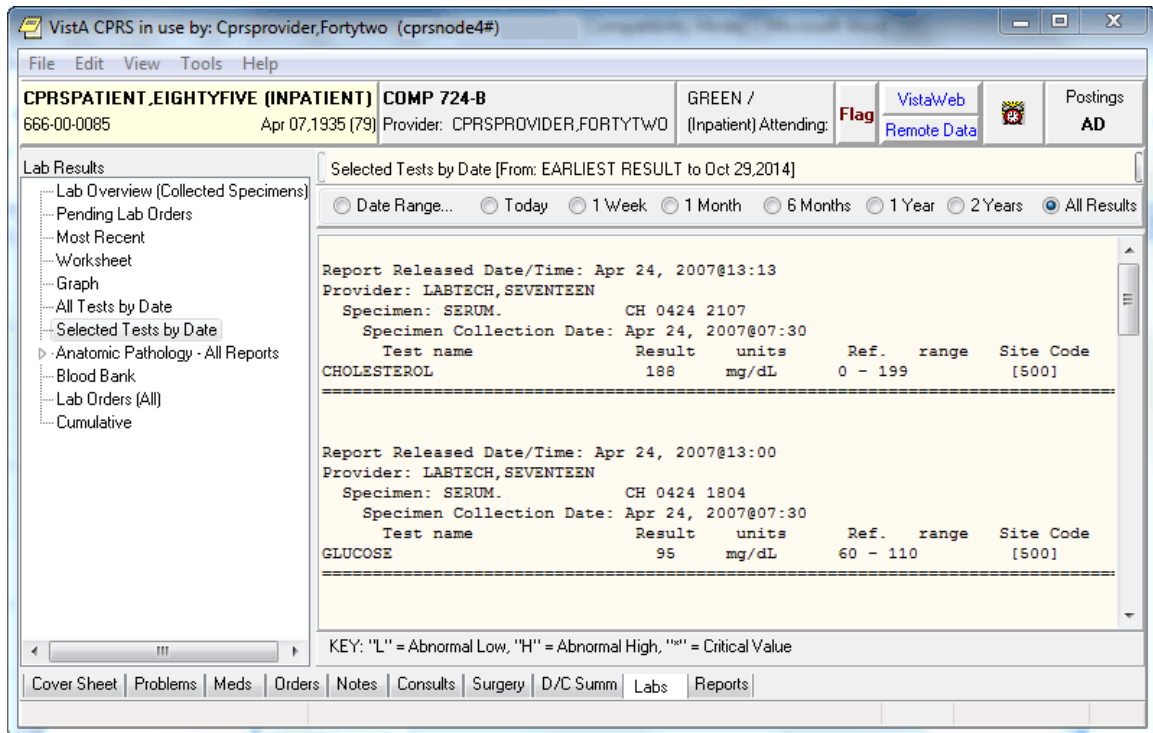 VistA CPRS in use by: Cprsprovider,Fortytwo (cprsnode4#)
File Edit View Tools Help
CPRSPATIENT,EIGHTYFIVE (INPATIENT) COMP 724-B GREEN / Flag VistaWeb Postings
666-00-0085 Apr 07,1935 (79) Provider: CPRSPROVIDER,FORTYTWO (Inpatient) Attending: Remote Data AD
Lab Results
Lab Overview (Collected Specimens)
Pending Lab Orders
Most Recent
Worksheet
Graph
All Tests by Date
Selected Tests by Date
Anatomic Pathology - All Reports
Blood Bank
Lab Orders (All)
Cumulative
Selected Tests by Date [From: EARLIEST RESULT to Oct 29,2014]
Date Range... Today 1 Week 1 Month 6 Months 1 Year 2 Years All Results
Report Released Date/Time: Apr 24, 2007@13:13
Provider: LABTECH,SEVENTEEN
Specimen: SERUM. CH 0424 2107
Specimen Collection Date: Apr 24, 2007@07:30
Test name Result units Ref. range Site Code
CHOLESTEROL 188 mg/dL 0 - 199 [500]
Report Released Date/Time: Apr 24, 2007@13:00
Provider: LABTECH,SEVENTEEN
Specimen: SERUM. CH 0424 1804
Specimen Collection Date: Apr 24, 2007@07:30
Test name Result units Ref. range Site Code
GLUCOSE 95 mg/dL 60 - 110 [500]
KEY: "L" = Abnormal Low, "H" = Abnormal High, "*" = Critical Value
Cover Sheet Problems Meds Orders Notes Consults Surgery D/C Summ Labs Reports